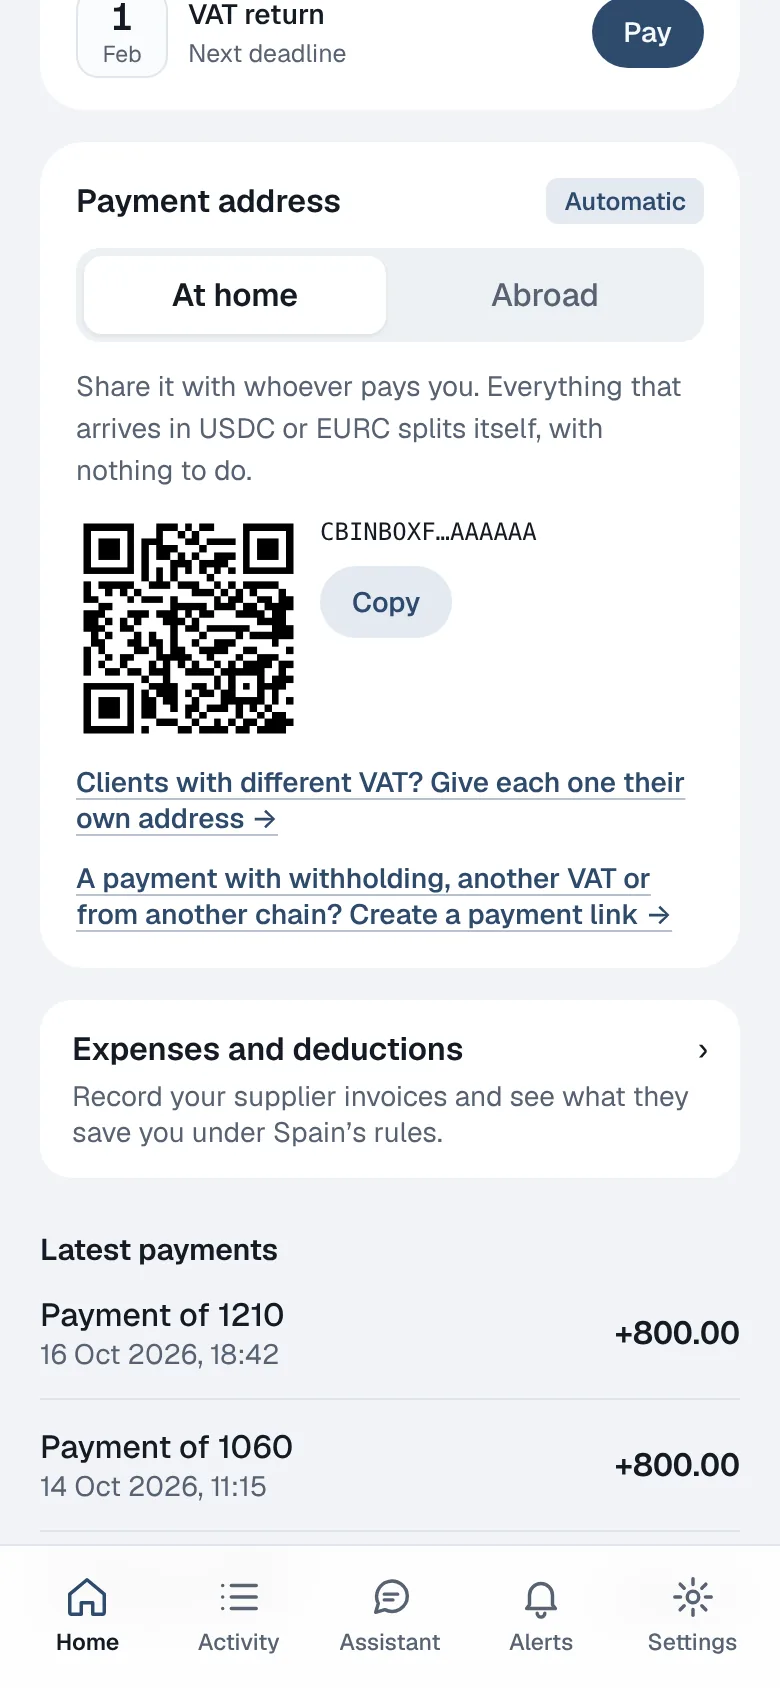 1
Feb
VAT return
Next deadline
Pay
Payment address
Automatic
At home
Abroad
Share it with whoever pays you. Everything that
arrives in USDC or EURC splits itself, with
nothing to do.
CBINBOXF…AAAAAA
Copy
Clients with different VAT? Give each one their
own address →
A payment with withholding, another VAT or
from another chain? Create a payment link →
Expenses and deductions ›
Record your supplier invoices and see what they
save you under Spain’s rules.
Latest payments
Payment of 1210
16 Oct 2026, 18:42
+800.00
Payment of 1060
14 Oct 2026, 11:15
+800.00
Home
Activity
Assistant
Alerts
Settings